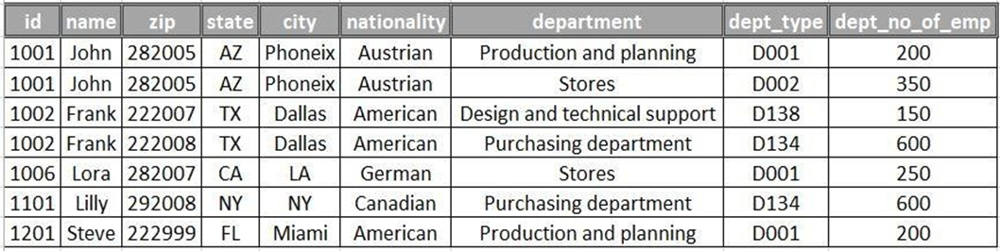 id name zip state city nationality department dept_type dept_no_of_emp
1001 John 282005 AZ Phoneix Austrian Production and planning D001 200
1001 John 282005 AZ Phoneix Austrian Stores D002 350
1002 Frank 222007 TX Dallas American Design and technical support D138 150
1002 Frank 222008 TX Dallas American Purchasing department D134 600
1006 Lora 282007 CA LA German Stores D001 250
1101 Lilly 292008 NY NY Canadian Purchasing department D134 600
1201 Steve 222999 FL Miami American Production and planning D001 200